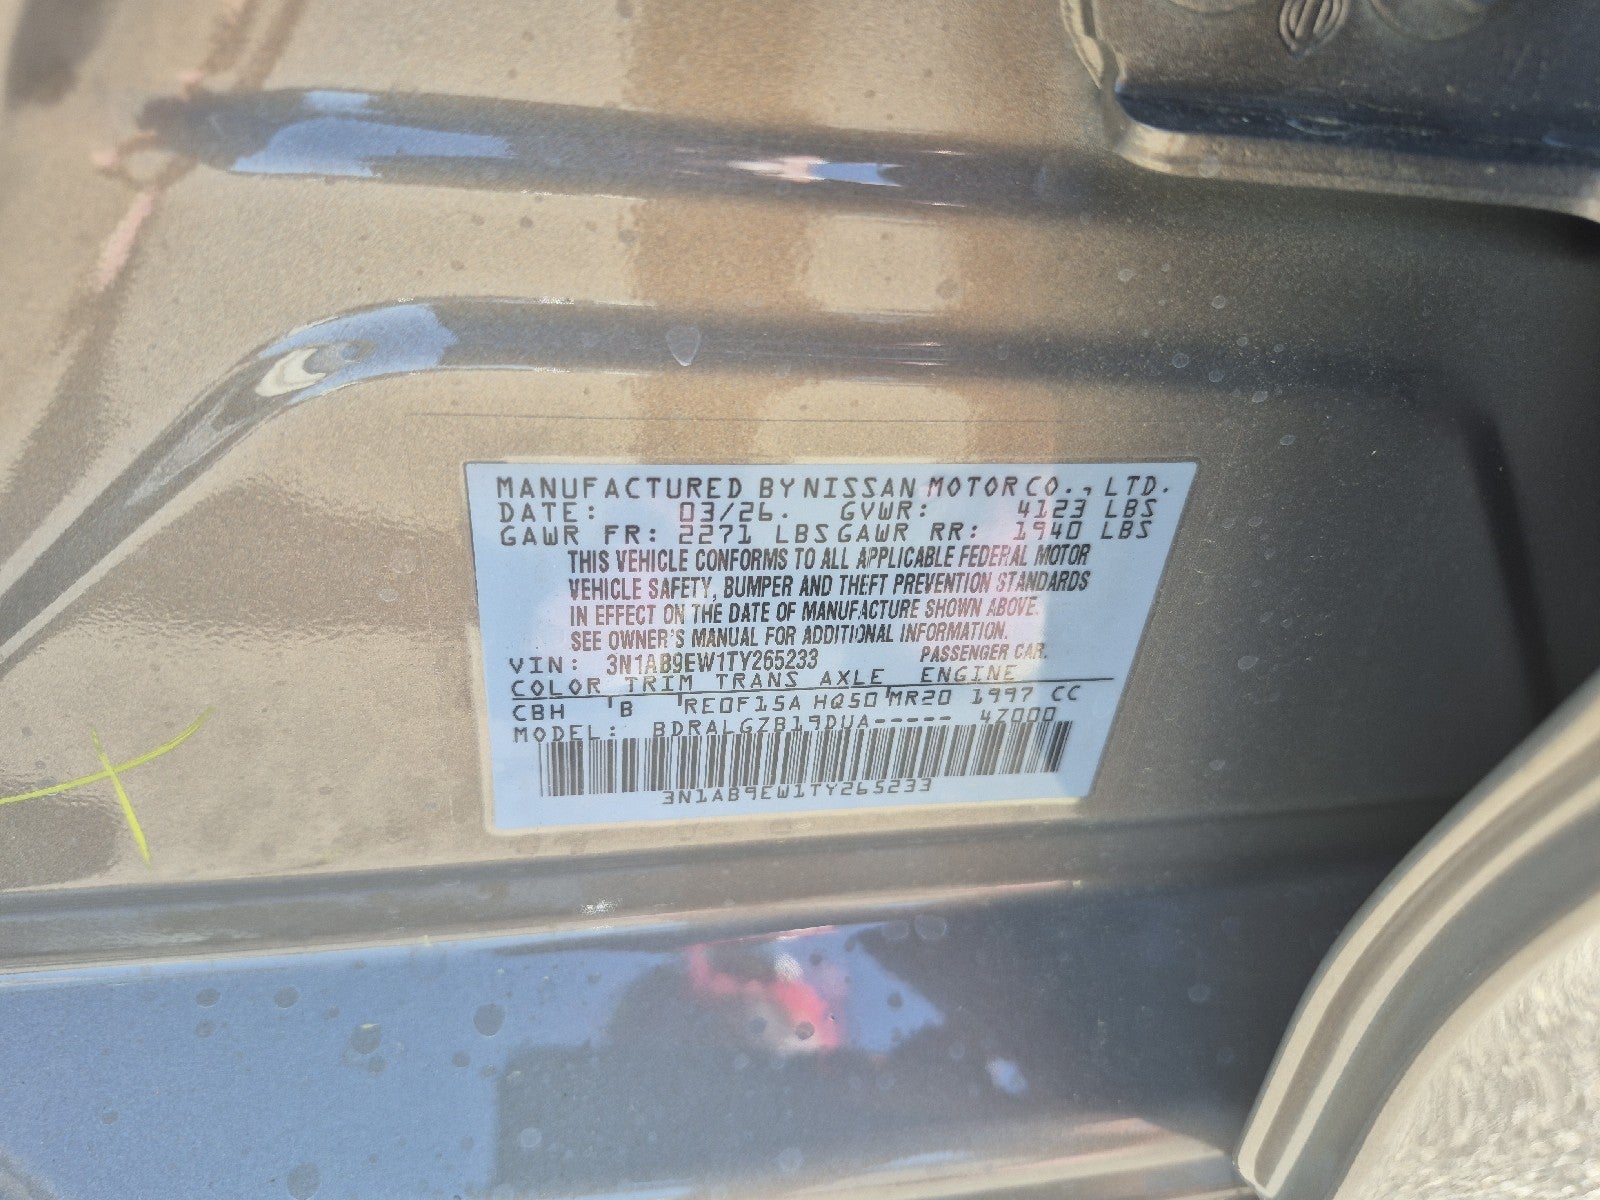 MANUFACTURED BY NISSAN MOTOR CO., LTD.
DATE: 03/26. GVWR: 4123 LBS
GAWR FR: 2271 LBS GAWR RR: 1940 LBS
THIS VEHICLE CONFORMS TO ALL APPLICABLE FEDERAL MOTOR
VEHICLE SAFETY, BUMPER AND THEFT PREVENTION STANDARDS
IN EFFECT ON THE DATE OF MANUFACTURE SHOWN ABOVE.
SEE OWNER'S MANUAL FOR ADDITIONAL INFORMATION.
VIN: 3N1AB9EW1TY265233 PASSENGER CAR.
COLOR TRIM TRANS AXLE ENGINE
CBH B RE0F15A HQ50 MR20 1997 CC
MODEL: BDRALGZB19DUA----- 4Z000
3N1AB9EW1TY265233